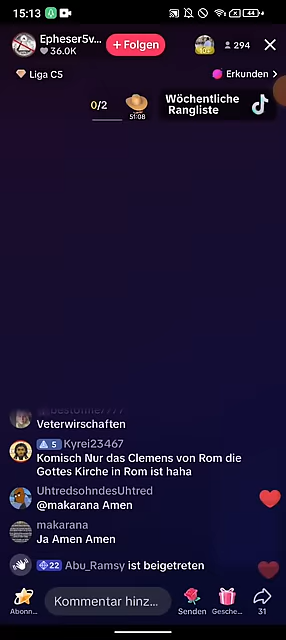 15:13
44
Epheser5v...
36.0K
+ Folgen
294
Liga C5
Erkunden
0/2
51:08
Wöchentliche
Rangliste
Veterwirschaften
5 Kyrei23467
Komisch Nur das Clemens von Rom die
Gottes Kirche in Rom ist haha
UhtredsohndesUhtred
@makarana Amen
makarana
Ja Amen Amen
22 Abu_Ramsy ist beigetreten
Abonn...
Kommentar hinz...
Senden
Gesche...
31